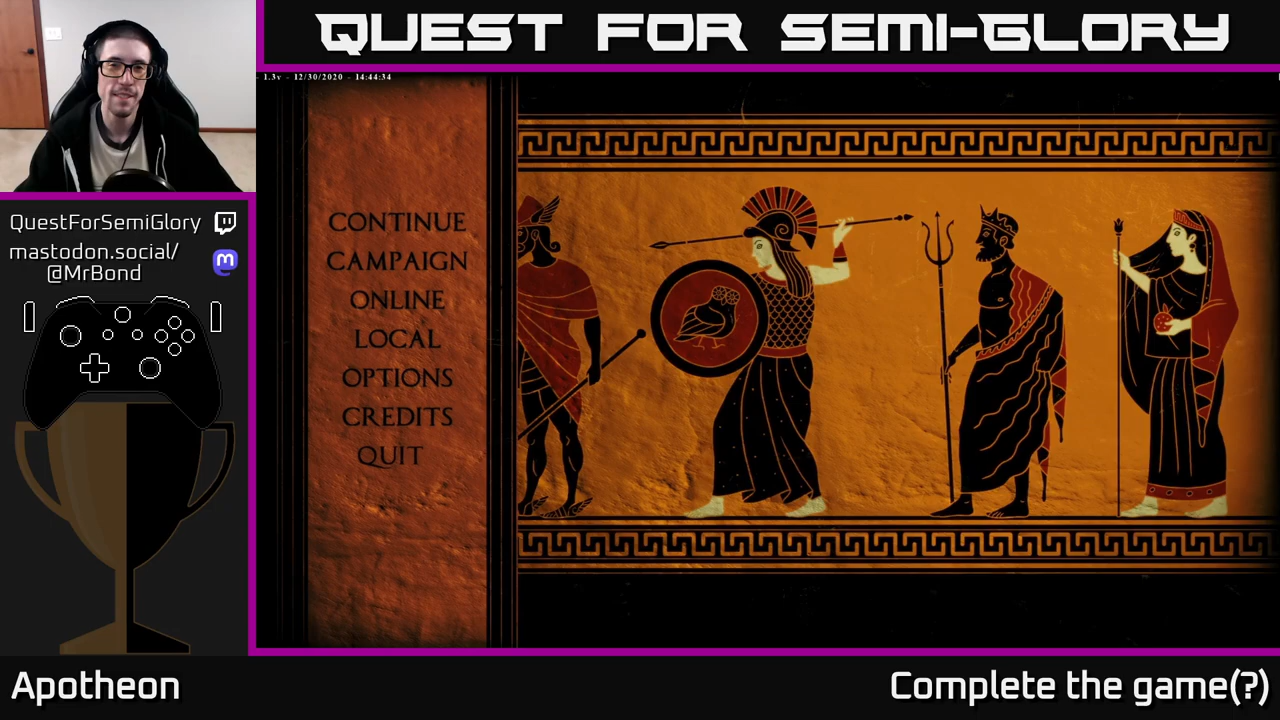 QUEST FOR SEMI-GLORY
- 1.3v - 12/30/2020 - 14:44:34
QuestForSemiGlory
mastodon.social/
@MrBond
CONTINUE
CAMPAIGN
ONLINE
LOCAL
OPTIONS
CREDITS
QUIT
Apotheon
Complete the game(?)